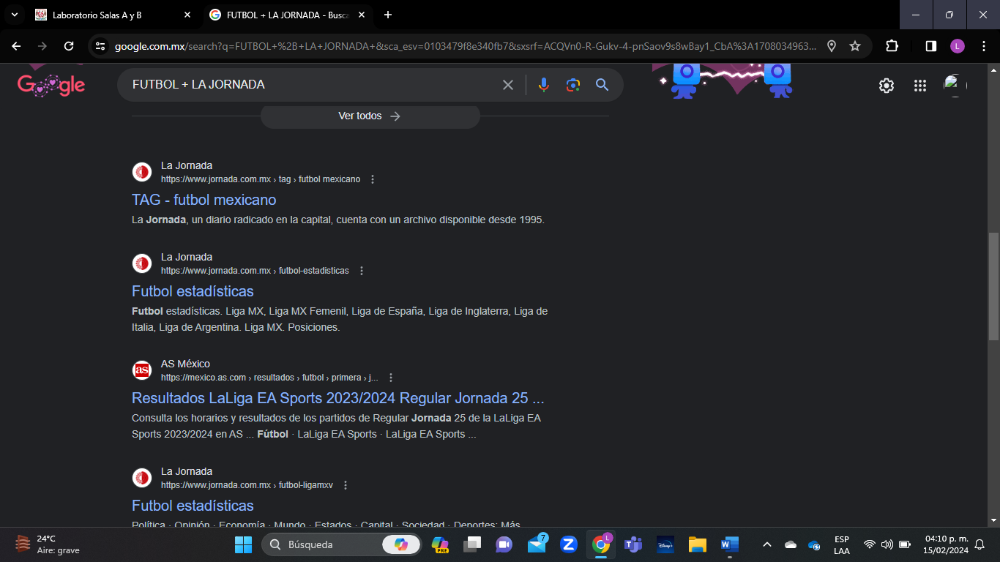 Laboratorio Salas A y B
FUTBOL + LA JORNADA - Busca
google.com.mx/search?q=FUTBOL+%2B+LA+JORNADA+&sca_esv=0103479f8e340fb7&sxsrf=ACQVn0-R-Gukv-4-pnSaov9s8wBay1_CbA%3A1708034963...
L
Google
FUTBOL + LA JORNADA
Ver todos
La Jornada
https://www.jornada.com.mx › tag › futbol mexicano
TAG - futbol mexicano
La Jornada, un diario radicado en la capital, cuenta con un archivo disponible desde 1995.
La Jornada
https://www.jornada.com.mx › futbol-estadisticas
Futbol estadísticas
Futbol estadísticas. Liga MX, Liga MX Femenil, Liga de España, Liga de Inglaterra, Liga de
Italia, Liga de Argentina. Liga MX. Posiciones.
as
AS México
https://mexico.as.com › resultados › futbol › primera › j...
Resultados LaLiga EA Sports 2023/2024 Regular Jornada 25 ...
Consulta los horarios y resultados de los partidos de Regular Jornada 25 de la LaLiga EA
Sports 2023/2024 en AS ... Fútbol · LaLiga EA Sports · LaLiga EA Sports ...
La Jornada
https://www.jornada.com.mx › futbol-ligamxv
Futbol estadísticas
Política · Opinión · Economía · Mundo · Estados · Capital · Sociedad · Deportes; Más
24°C
Aire: grave
Búsqueda
PRE
7
Z
L
T
Disney+
W
ESP
LAA
04:10 p. m.
15/02/2024